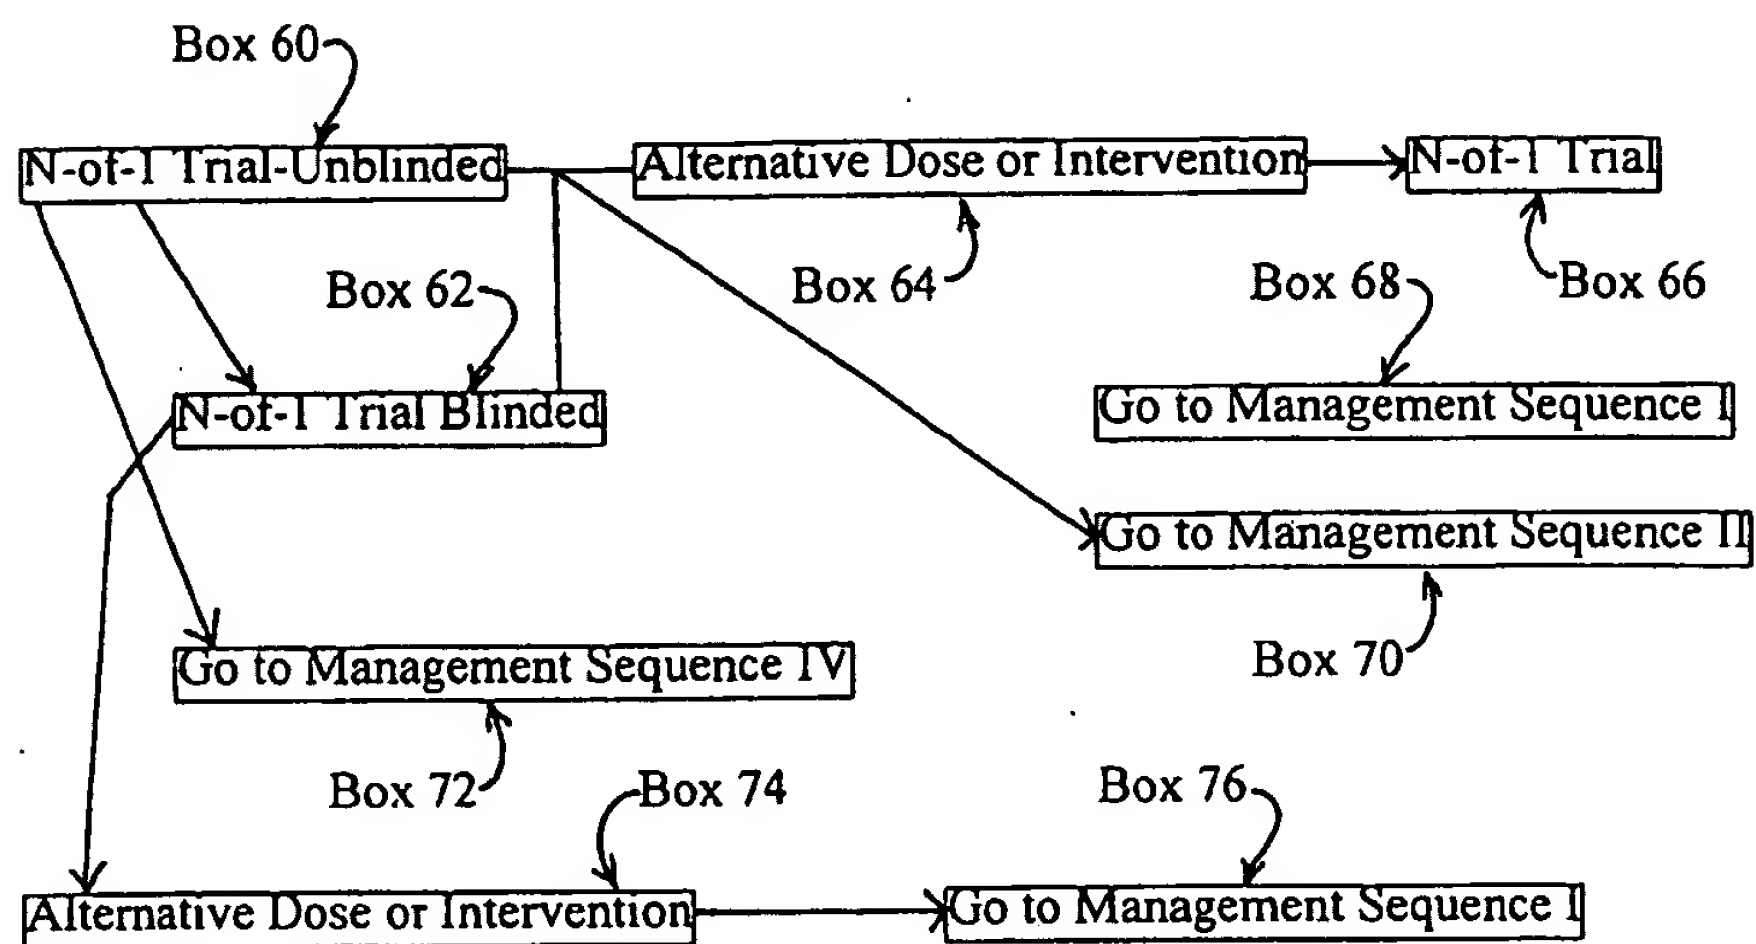 Box 60
N-of-1 Trial-Unblinded
Alternative Dose or Intervention
N-of-1 Trial
Box 62
Box 64
Box 68
Box 66
N-of-1 Trial Blinded
Go to Management Sequence I
Go to Management Sequence II
Go to Management Sequence IV
Box 70
Box 72
Box 74
Box 76
Alternative Dose or Intervention
Go to Management Sequence I